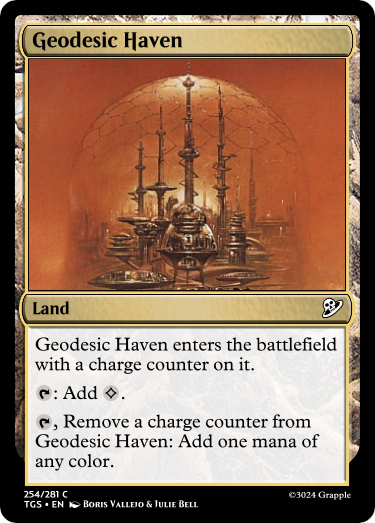 Geodesic Haven
Land
Geodesic Haven enters the battlefield
with a charge counter on it.
: Add .
, Remove a charge counter from
Geodesic Haven: Add one mana of
any color.
254/281 C
TGS • EN Boris Vallejo & Julie Bell
©3024 Grapple